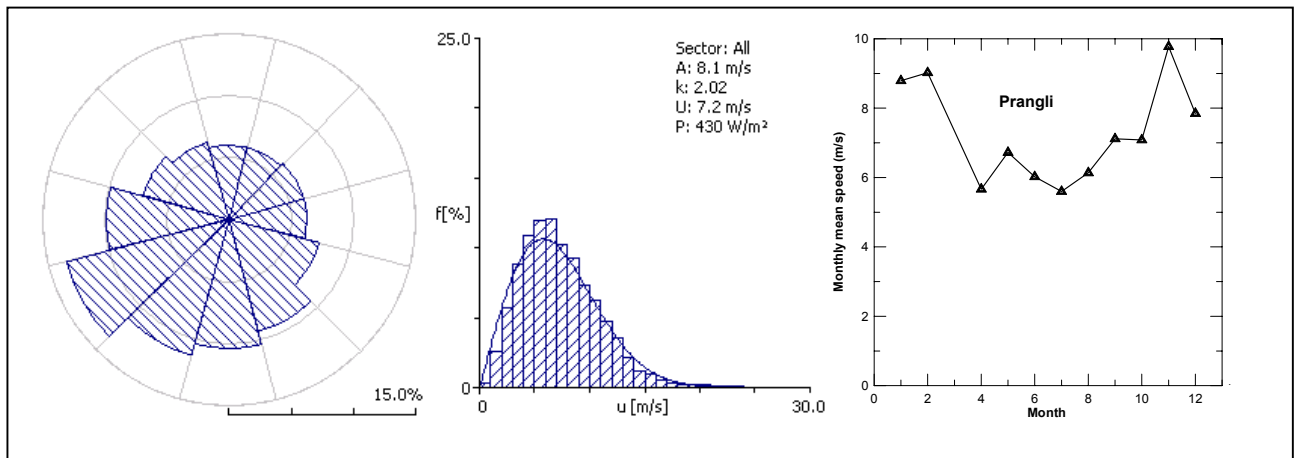 15.0%
25.0
f[%]
0
0
u [m/s]
30.0
Sector: All
A: 8.1 m/s
k: 2.02
U: 7.2 m/s
P: 430 W/m²
Prangli
Monthly mean speed (m/s)
10
8
6
4
2
0
0 2 4 6 8 10 12
Month